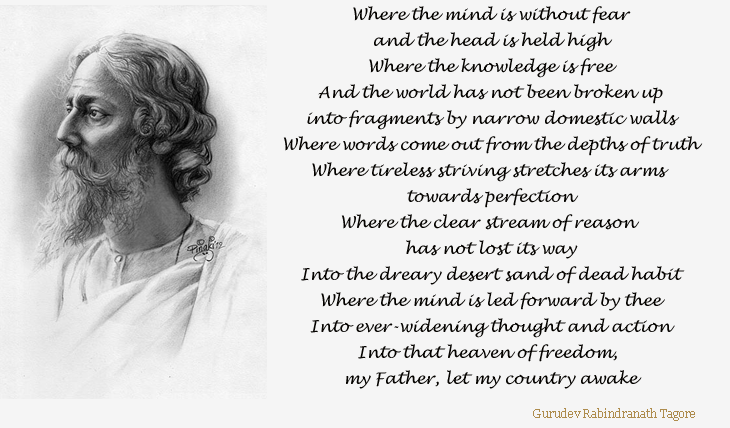 Where the mind is without fear
and the head is held high
Where the knowledge is free
And the world has not been broken up
into fragments by narrow domestic walls
Where words come out from the depths of truth
Where tireless striving stretches its arms
towards perfection
Where the clear stream of reason
has not lost its way
Into the dreary desert sand of dead habit
Where the mind is led forward by thee
Into ever-widening thought and action
Into that heaven of freedom,
my Father, let my country awake
Gurudev Rabindranath Tagore
Pinaki'12